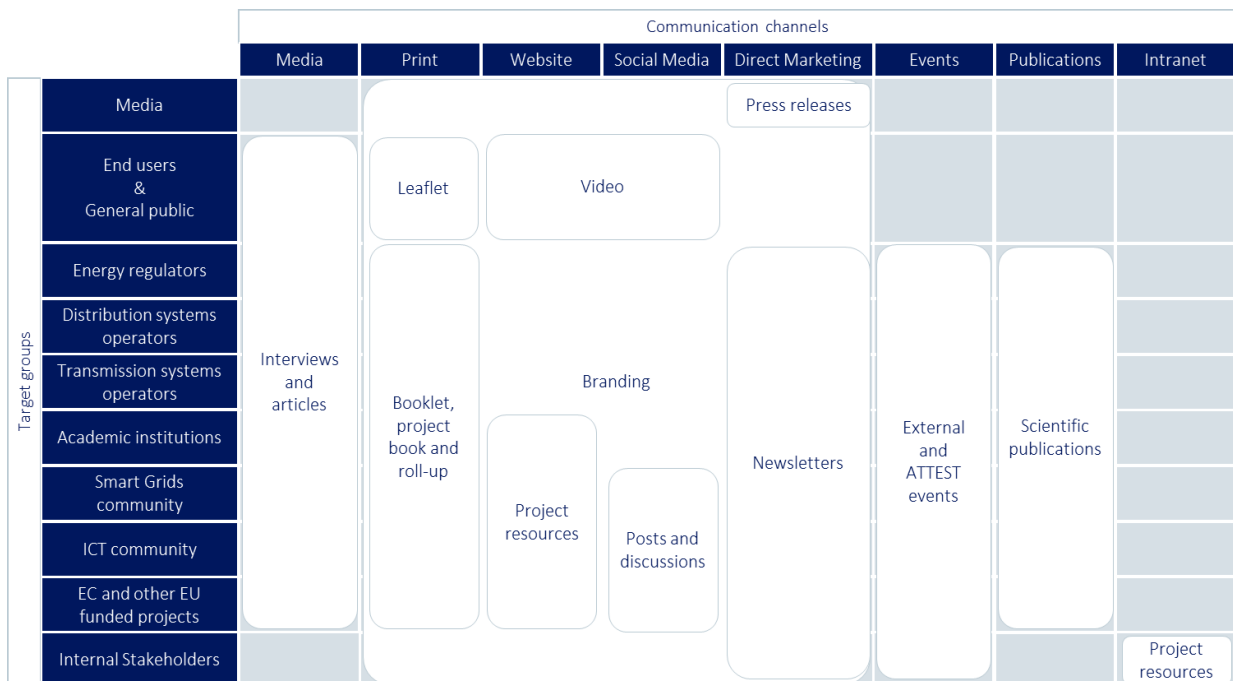 Communication channels
Media
Print
Website
Social Media
Direct Marketing
Events
Publications
Intranet
Target groups
Media
Press releases
End users
&
General public
Leaflet
Video
Energy regulators
Distribution systems
operators
Transmission systems
operators
Academic institutions
Smart Grids
community
ICT community
EC and other EU
funded projects
Internal Stakeholders
Interviews
and
articles
Booklet,
project
book and
roll-up
Branding
Project
resources
Posts and
discussions
Newsletters
External
and
ATTEST
events
Scientific
publications
Project
resources